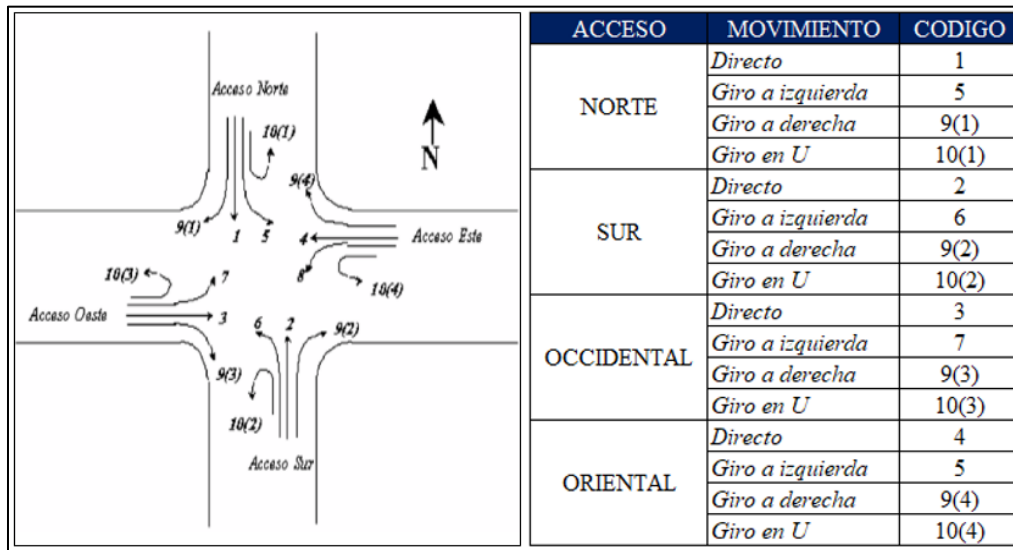 Acceso Norte
10(1)
N
9(4)
9(1)
1
5
4
Acceso Este
8
10(3)
7
10(4)
Acceso Oeste
3
6
2
9(2)
9(3)
10(2)
Acceso Sur
ACCESO MOVIMIENTO CODIGO
NORTE
Directo 1
Giro a izquierda 5
Giro a derecha 9(1)
Giro en U 10(1)
SUR
Directo 2
Giro a izquierda 6
Giro a derecha 9(2)
Giro en U 10(2)
OCCIDENTAL
Directo 3
Giro a izquierda 7
Giro a derecha 9(3)
Giro en U 10(3)
ORIENTAL
Directo 4
Giro a izquierda 5
Giro a derecha 9(4)
Giro en U 10(4)